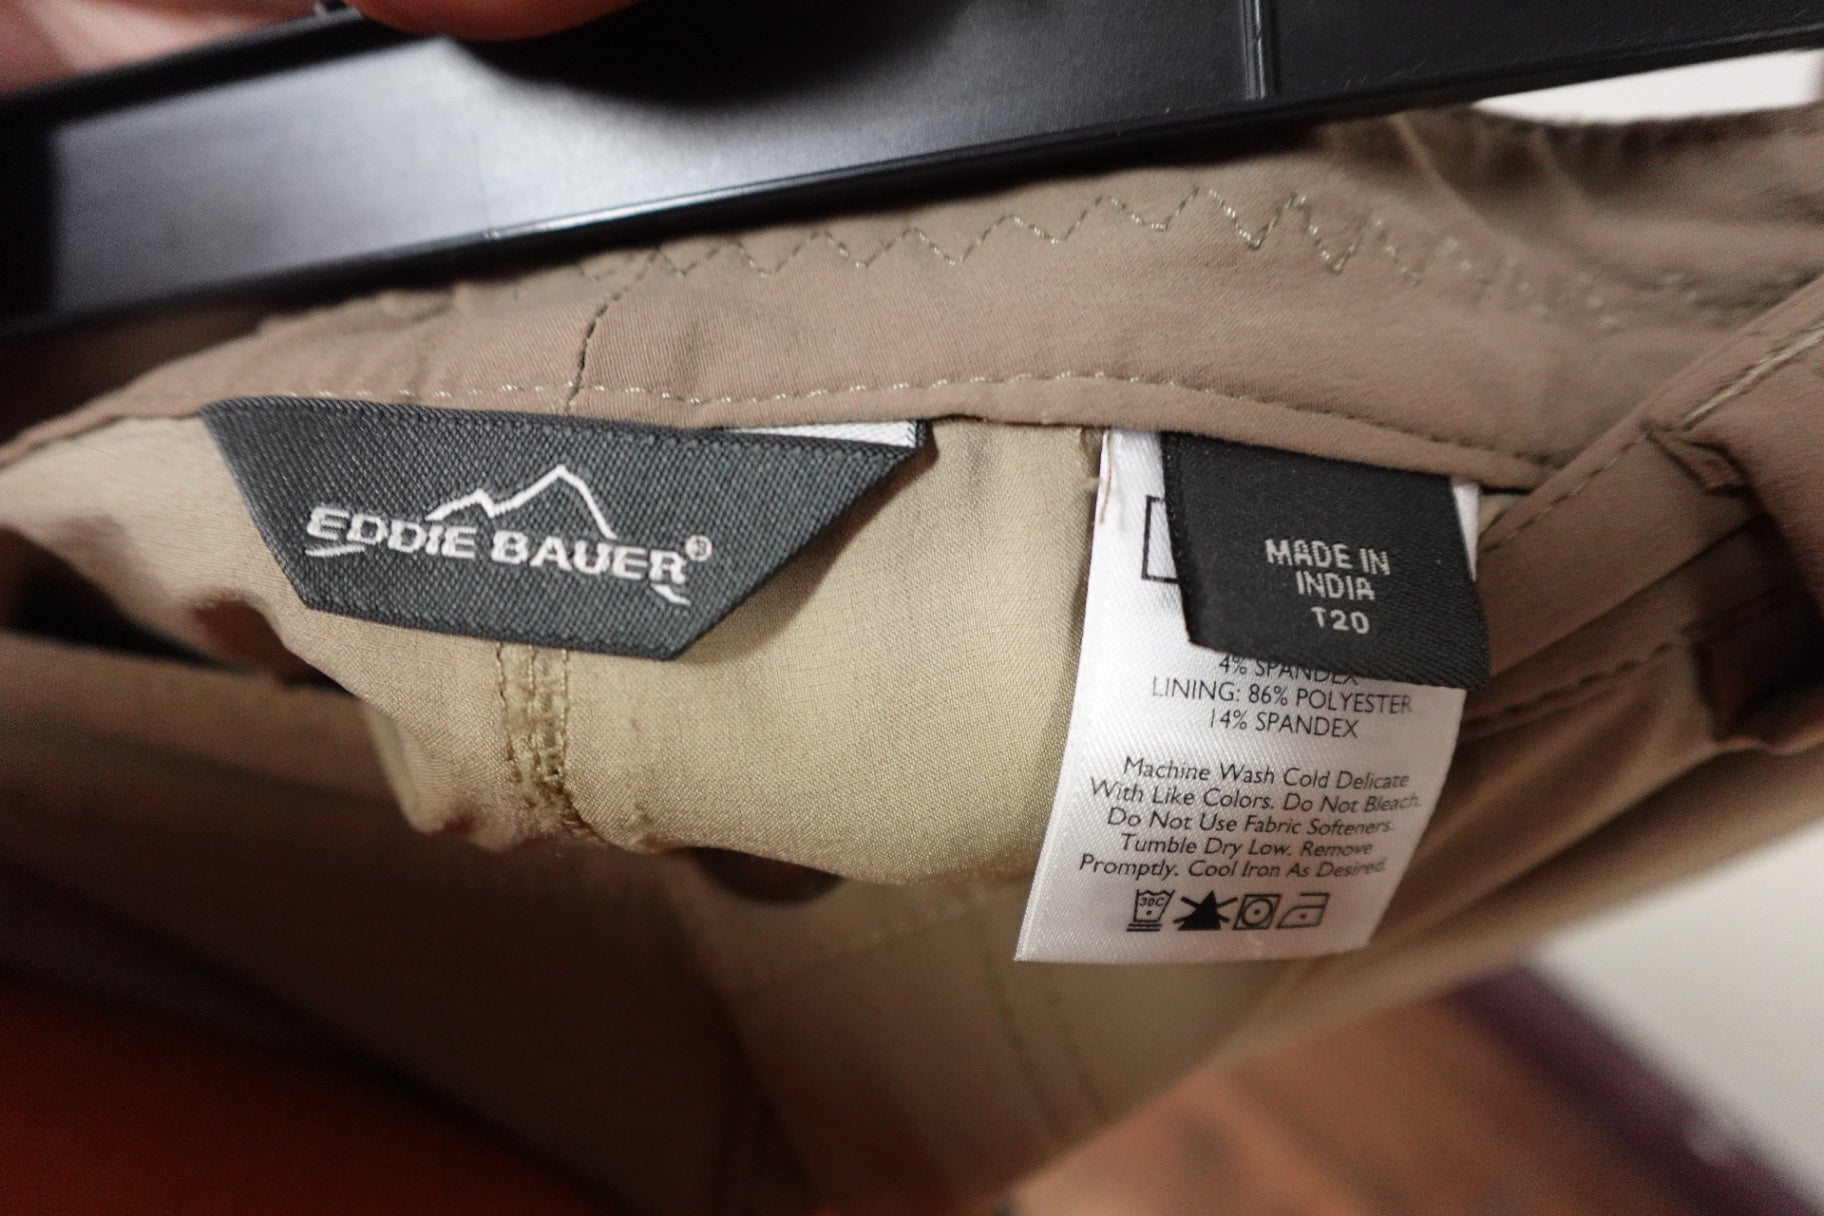 EDDIE BAUER®
MADE IN
INDIA
T20
4% SPANDEX
LINING: 86% POLYESTER
14% SPANDEX
Machine Wash Cold Delicate
With Like Colors. Do Not Bleach.
Do Not Use Fabric Softeners.
Tumble Dry Low. Remove
Promptly. Cool Iron As Desired.
30C